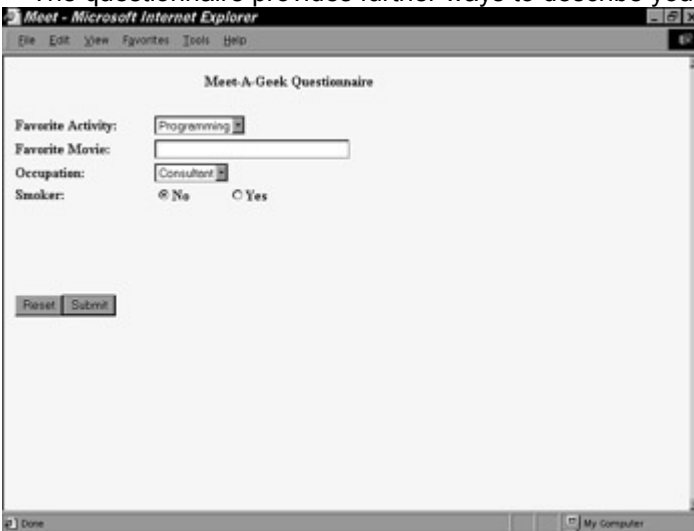 The questionnaire provides further ways to describe you
Meet - Microsoft Internet Explorer
File Edit View Favorites Tools Help
Meet-A-Geek Questionnaire
Favorite Activity: Programming
Favorite Movie:
Occupation: Consultant
Smoker: No Yes
Reset Submit
Done My Computer